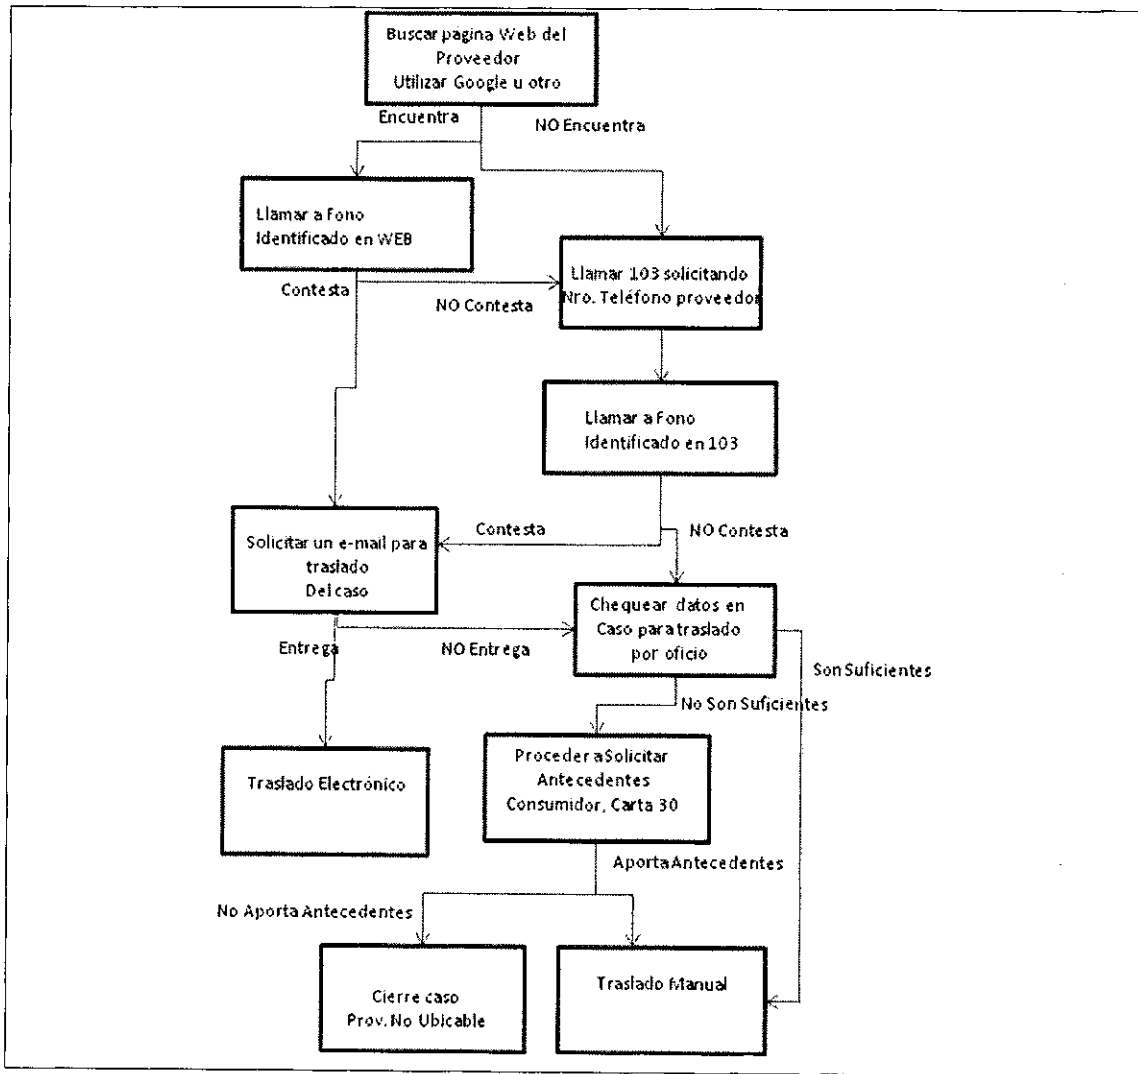 Buscar página Web del
Proveedor
Utilizar Google u otro
Encuentra
NO Encuentra
Llamar a Fono
Identificado en WEB
Llamar 103 solicitando
Nro. Teléfono proveedor
Contesta
NO Contesta
Llamar a Fono
Identificado en 103
Solicitar un e-mail para
traslado
Del caso
Contesta
NO Contesta
Chequear datos en
Caso para traslado
por oficio
Entrega
NO Entrega
Son Suficientes
No Son Suficientes
Traslado Electrónico
Proceder a Solicitar
Antecedentes
Consumidor, Carta 30
Aporta Antecedentes
No Aporta Antecedentes
Cierre caso
Prov. No Ubicable
Traslado Manual